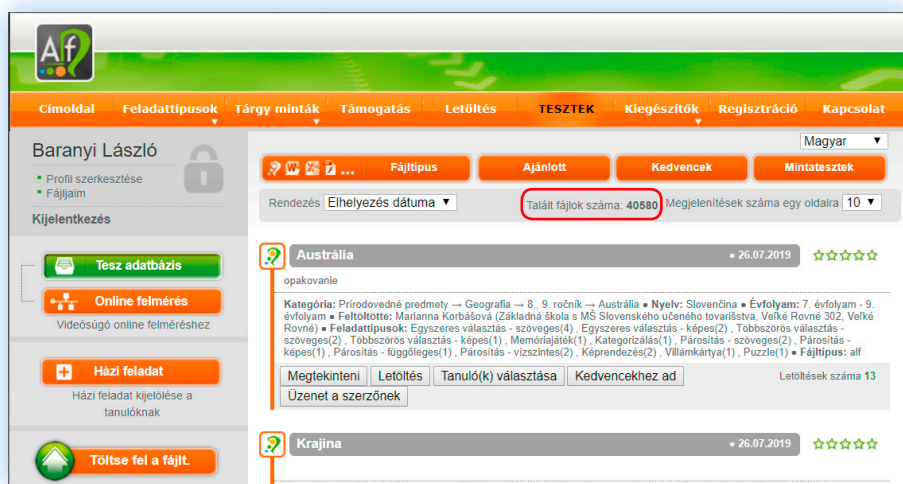 Alf
Címoldal Feladattípusok Tárgy minták Támogatás Letöltés TESZTEK Kiegészítők Regisztráció Kapcsolat
Baranyi László
Profil szerkesztése
Fájljaim
Kijelentkezés
Tesz adatbázis
Online felmérés
Videósúgó online felméréshez
Házi feladat
Házi feladat kijelölése a
tanulóknak
Töltse fel a fájlt.
Magyar
... Fájltípus Ajánlott Kedvencek Mintatesztek
Rendezés Elhelyezés dátuma Talált fájlok száma: 40580 Megjelenítések száma egy oldalra 10
Austrália • 26.07.2019
opakovanie
Kategória: Prírodovedné predmety → Geografia → 8., 9. ročník → Austrália ● Nyelv: Slovenčina ● Évfolyam: 7. évfolyam - 9.
évfolyam ● Feltöltötte: Marianna Korbášová (Základná škola s MŠ Slovenského učeného tovarišstva, Veľké Rovné 302, Veľké
Rovné) ● Feladattípusok: Egyszeres választás - szöveges(4) , Egyszeres választás - képes(2) , Többszörös választás -
szöveges(2) , Többszörös választás - képes(1) , Memóriajáték(1) , Kategorizálás(1) , Párosítás - szöveges(2) , Párosítás -
képes(1) , Párosítás - függőleges(1) , Párosítás - vízszintes(2) , Képrendezés(2) , Villámkártya(1) , Puzzle(1) ● Fájltípus: alf
Megtekinteni Letöltés Tanuló(k) választása Kedvencekhez ad Letöltések száma 13
Üzenet a szerzőnek
Krajina • 26.07.2019